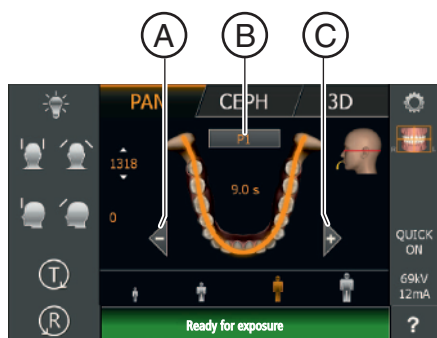 A B C
PAN CEPH 3D
P1
1318
9.0 s
0
− +
QUICK
ON
T
69kV
12mA
R
Ready for exposure
?